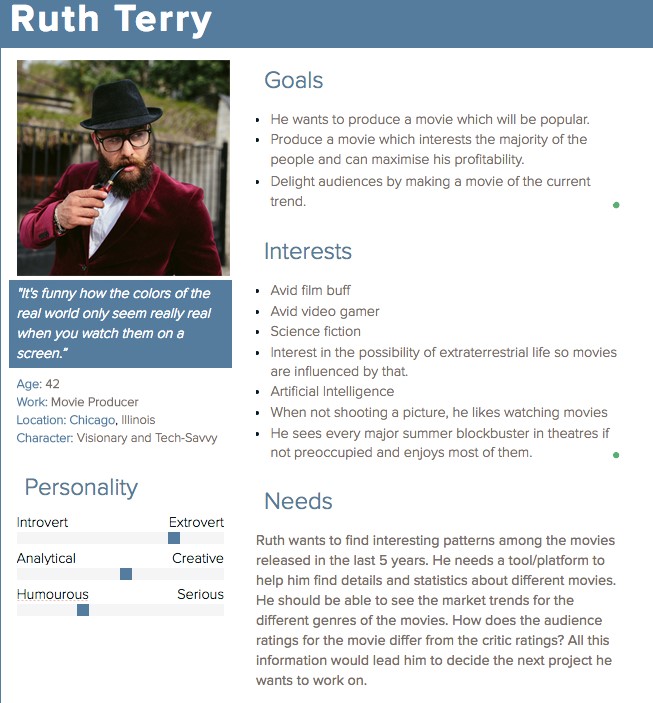 Ruth Terry
"It's funny how the colors of the
real world only seem really real
when you watch them on a
screen."
Age: 42
Work: Movie Producer
Location: Chicago, Illinois
Character: Visionary and Tech-Savvy
Personality
Introvert Extrovert
Analytical Creative
Humourous Serious
Goals
He wants to produce a movie which will be popular.
Produce a movie which interests the majority of the
people and can maximise his profitability.
Delight audiences by making a movie of the current
trend.
Interests
Avid film buff
Avid video gamer
Science fiction
Interest in the possibility of extraterrestrial life so movies
are influenced by that.
Artificial Intelligence
When not shooting a picture, he likes watching movies
He sees every major summer blockbuster in theatres if
not preoccupied and enjoys most of them.
Needs
Ruth wants to find interesting patterns among the movies
released in the last 5 years. He needs a tool/platform to
help him find details and statistics about different movies.
He should be able to see the market trends for the
different genres of the movies. How does the audience
ratings for the movie differ from the critic ratings? All this
information would lead him to decide the next project he
wants to work on.